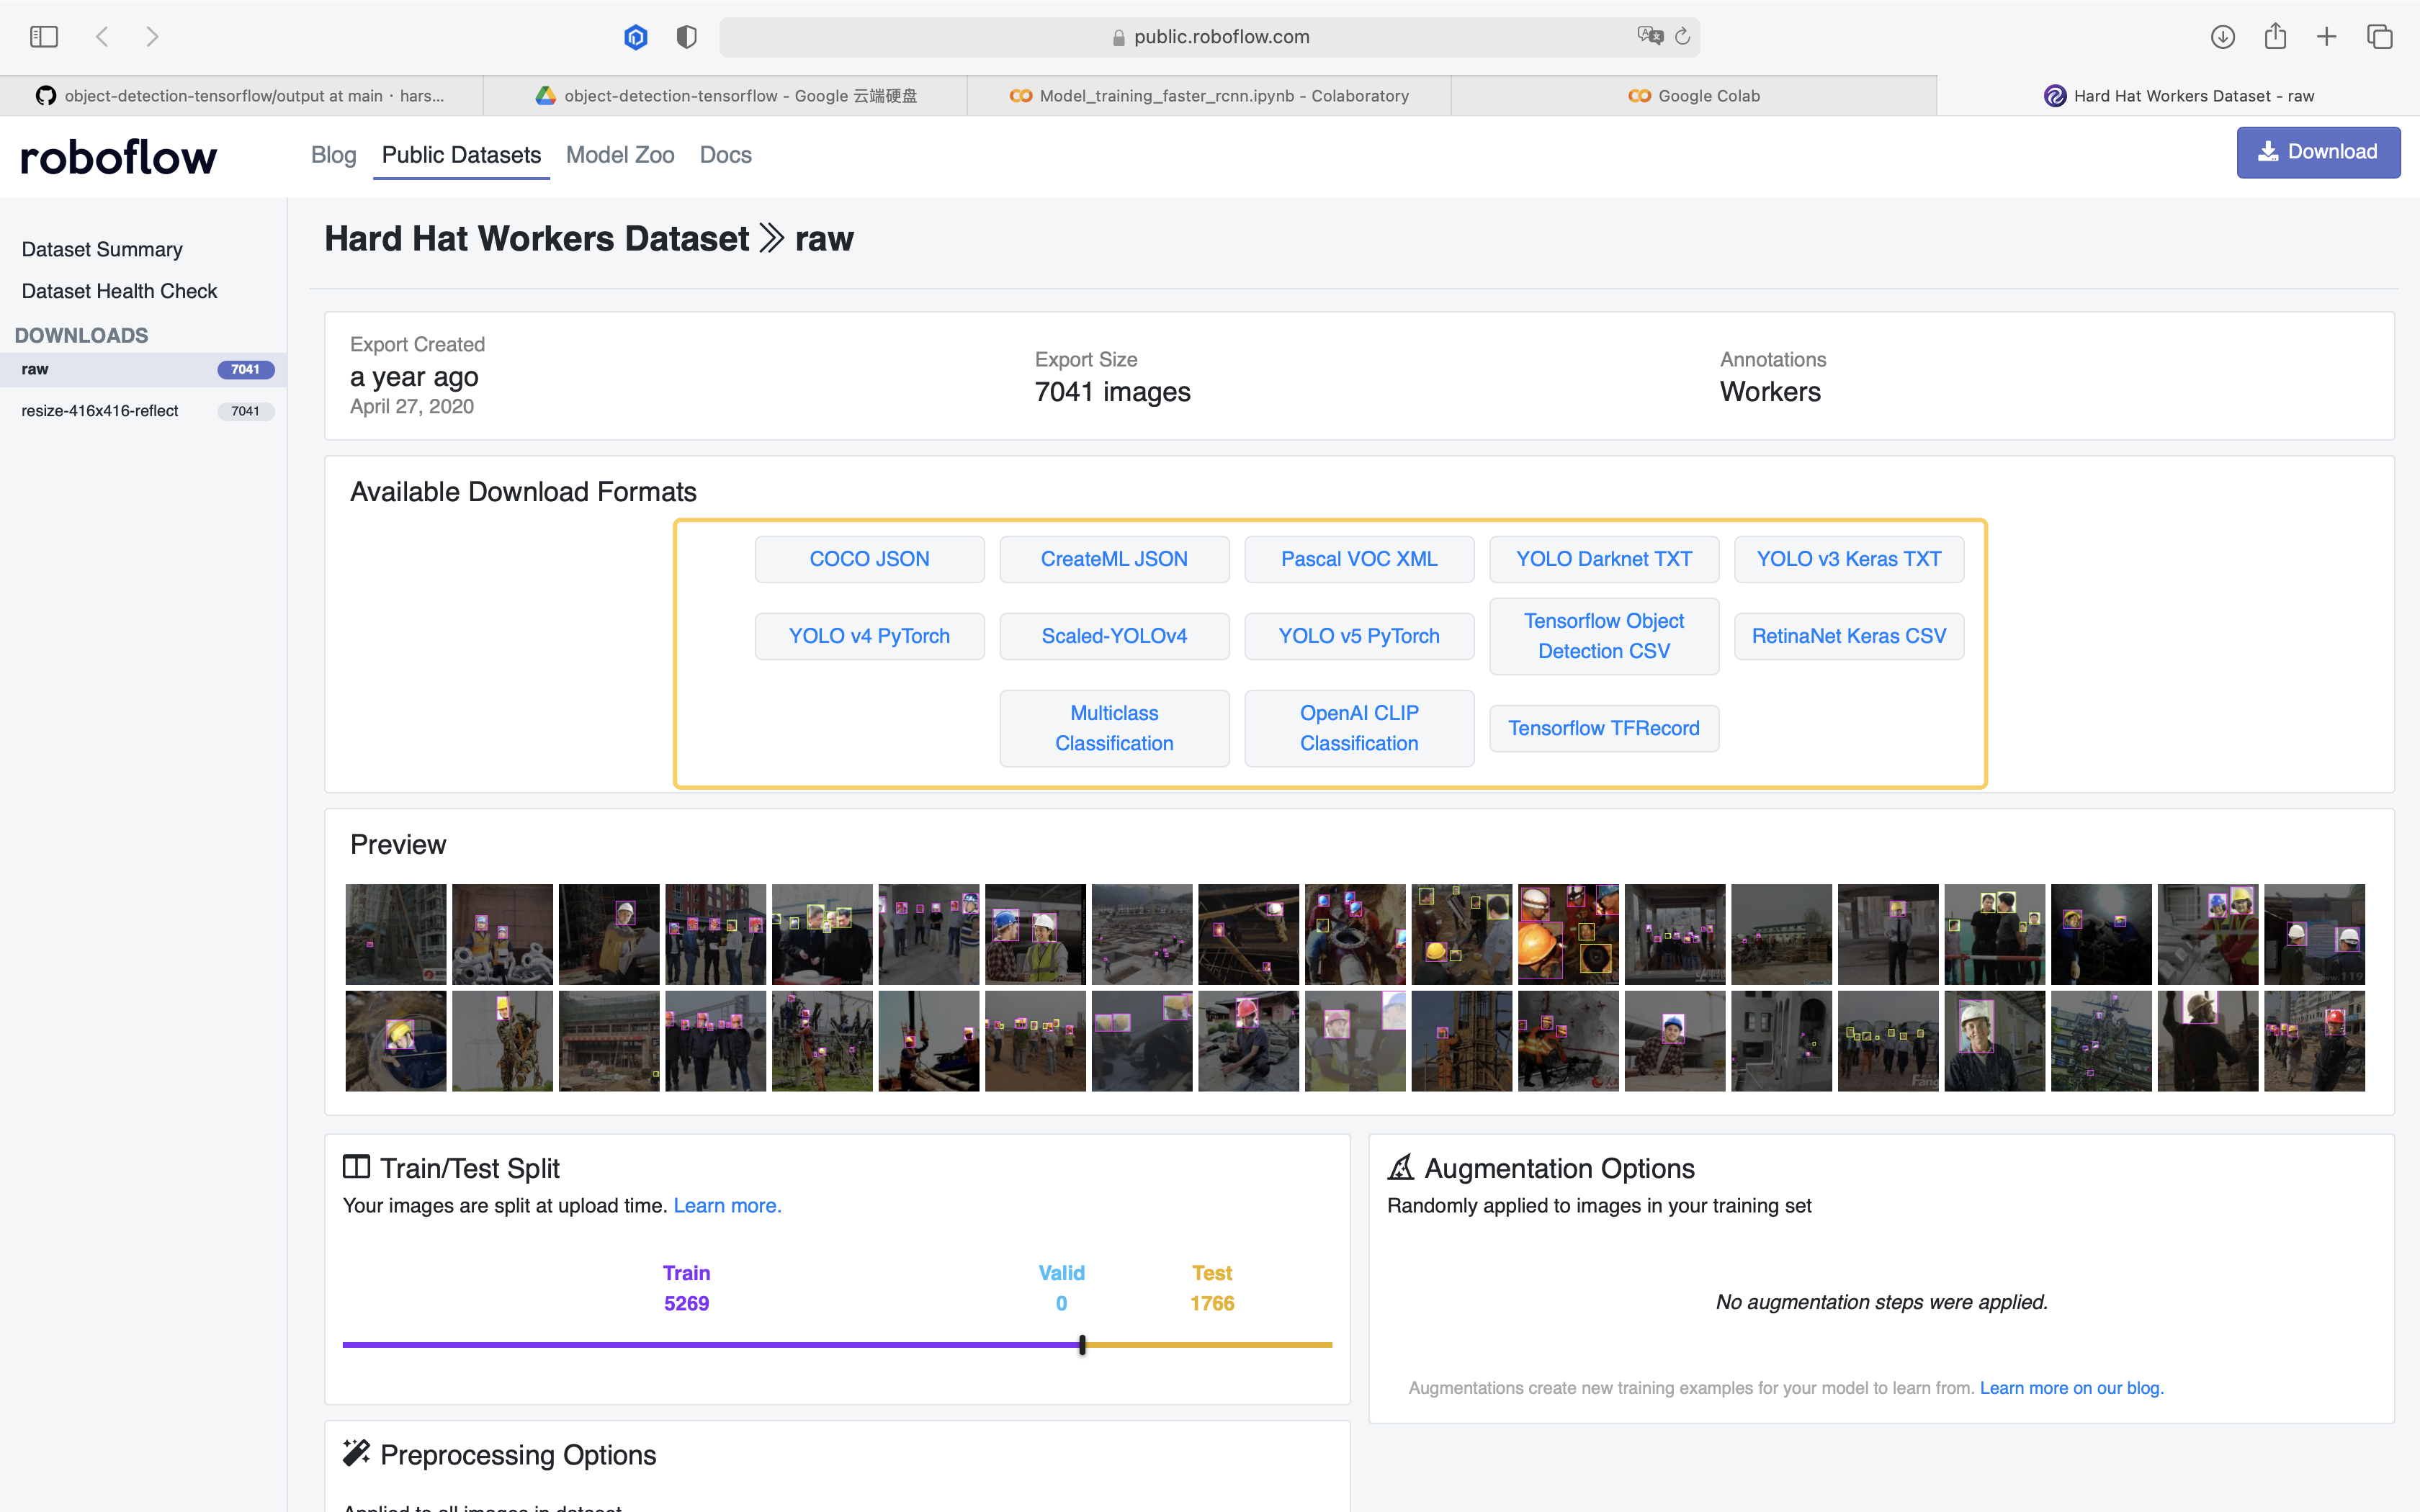 public.roboflow.com
object-detection-tensorflow/output at main · hars...
object-detection-tensorflow - Google 云端硬盘
Model_training_faster_rcnn.ipynb - Colaboratory
Google Colab
Hard Hat Workers Dataset - raw
roboflow
Blog
Public Datasets
Model Zoo
Docs
Download
Dataset Summary
Dataset Health Check
DOWNLOADS
raw 7041
resize-416x416-reflect 7041
Hard Hat Workers Dataset » raw
Export Created
a year ago
April 27, 2020
Export Size
7041 images
Annotations
Workers
Available Download Formats
COCO JSON
CreateML JSON
Pascal VOC XML
YOLO Darknet TXT
YOLO v3 Keras TXT
YOLO v4 PyTorch
Scaled-YOLOv4
YOLO v5 PyTorch
Tensorflow Object
Detection CSV
RetinaNet Keras CSV
Multiclass
Classification
OpenAI CLIP
Classification
Tensorflow TFRecord
Preview
Train/Test Split
Your images are split at upload time. Learn more.
Train
5269
Valid
0
Test
1766
Augmentation Options
Randomly applied to images in your training set
No augmentation steps were applied.
Augmentations create new training examples for your model to learn from. Learn more on our blog.
Preprocessing Options
Applied to all images in dataset